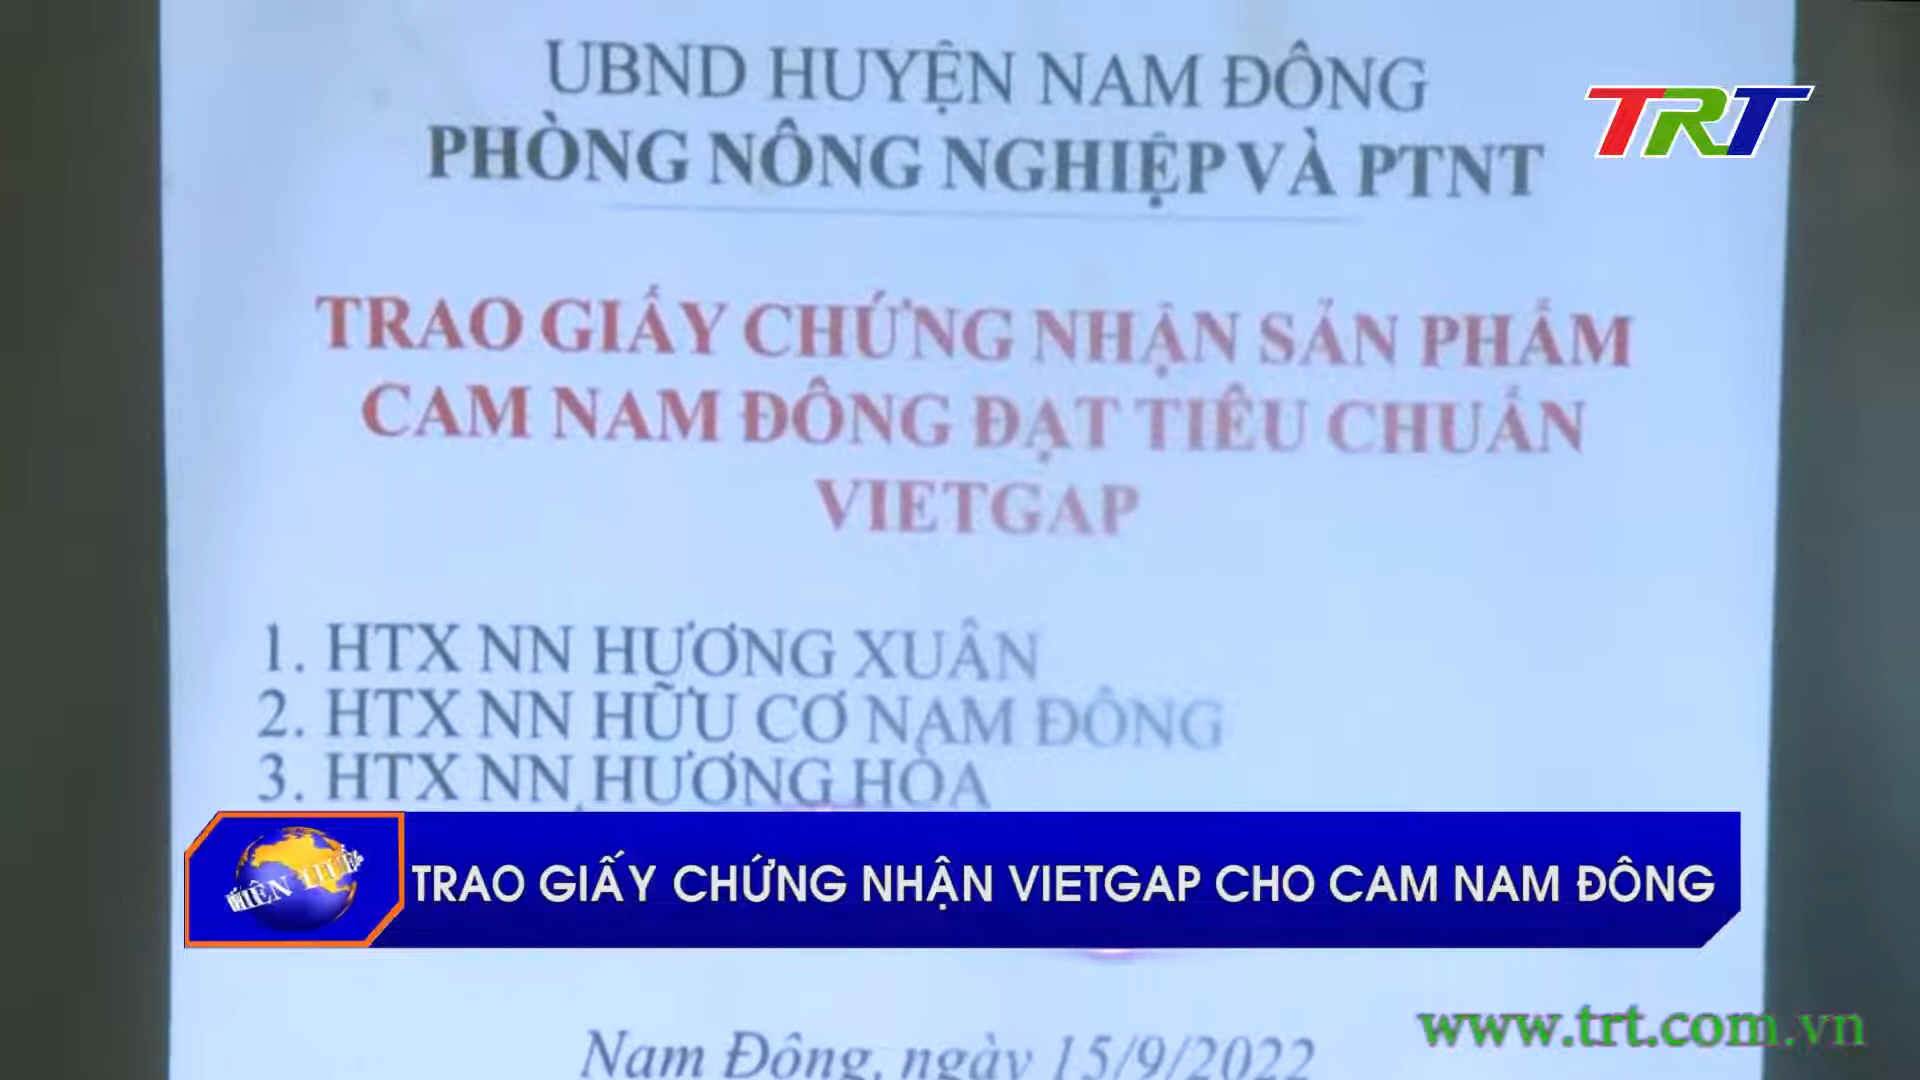 UBND HUYỆN NAM ĐÔNG
PHÒNG NÔNG NGHIỆP VÀ PTNT
TRT
TRAO GIẤY CHỨNG NHẬN SẢN PHẨM
CAM NAM ĐÔNG ĐẠT TIÊU CHUẨN
VIETGAP
1. HTX NN HƯƠNG XUÂN
2. HTX NN HỮU CƠ NAM ĐÔNG
3. HTX NN HƯƠNG HÒA
TRAO GIẤY CHỨNG NHẬN VIETGAP CHO CAM NAM ĐÔNG
www.trt.com.vn
Nam Đông, ngày 15/9/2022